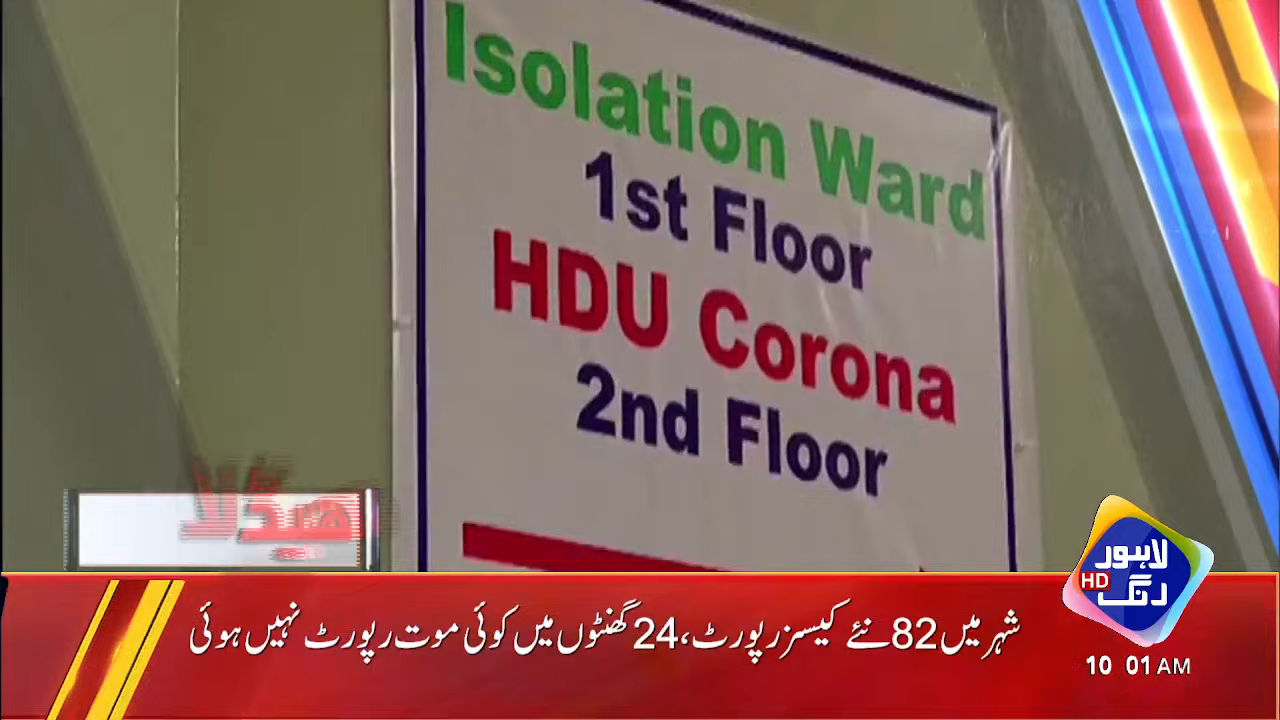 Isolation Ward
1st Floor
HDU Corona
2nd Floor
لاہور
HD
رنگ
شہر میں 82 نئے کیسز رپورٹ، 24 گھنٹوں میں کوئی موت رپورٹ نہیں ہوئی
10 01 AM